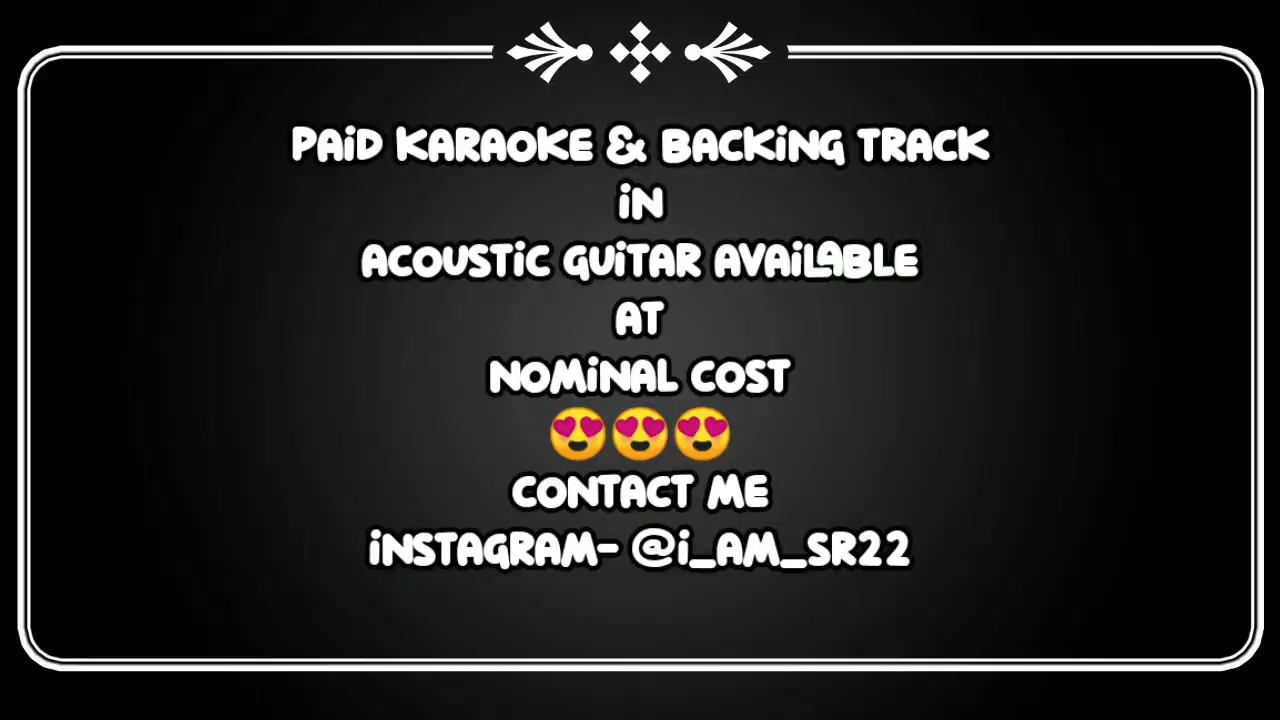 PAiD KARAOKE & BACKiNG TRACK
iN
ACOUSTiC GUiTAR AVAiLABLE
AT
NOMiNAL COST
😍😍😍
CONTACT ME
iNSTAGRAM- @i_AM_SR22